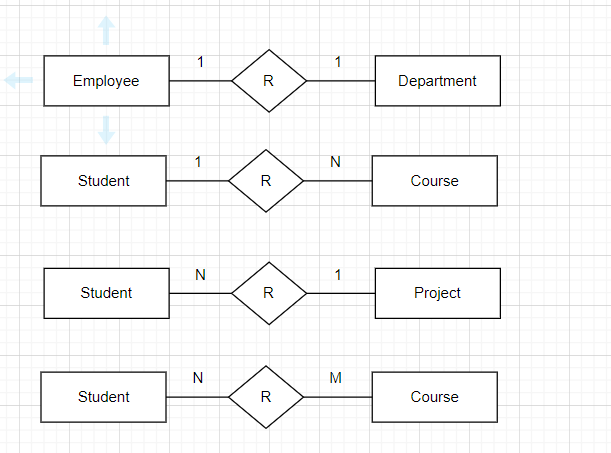 1 1
Employee R Department
1 N
Student R Course
N 1
Student R Project
N M
Student R Course